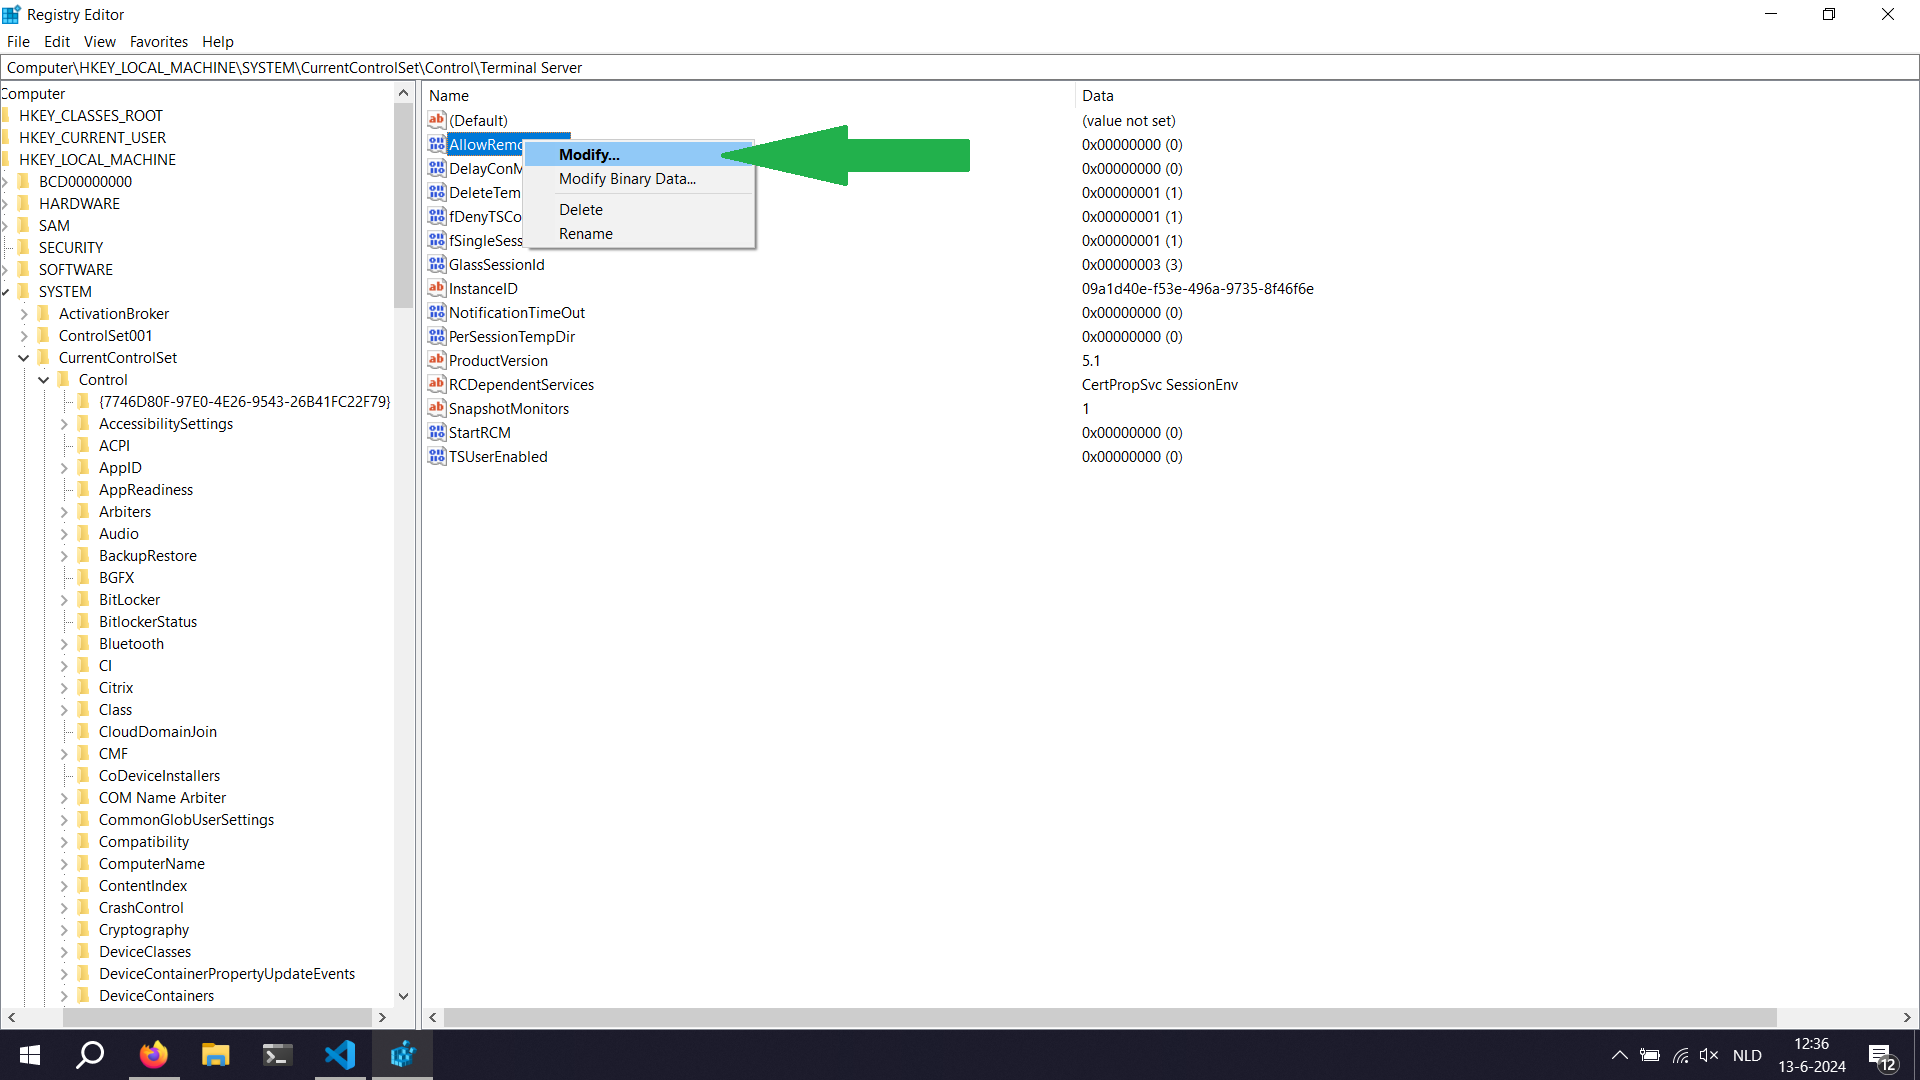 Registry Editor
File Edit View Favorites Help
Computer\HKEY_LOCAL_MACHINE\SYSTEM\CurrentControlSet\Control\Terminal Server
Computer
HKEY_CLASSES_ROOT
HKEY_CURRENT_USER
HKEY_LOCAL_MACHINE
BCD00000000
HARDWARE
SAM
SECURITY
SOFTWARE
SYSTEM
ActivationBroker
ControlSet001
CurrentControlSet
Control
{7746D80F-97E0-4E26-9543-26B41FC22F79}
AccessibilitySettings
ACPI
AppID
AppReadiness
Arbiters
Audio
BackupRestore
BGFX
BitLocker
BitlockerStatus
Bluetooth
CI
Citrix
Class
CloudDomainJoin
CMF
CoDeviceInstallers
COM Name Arbiter
CommonGlobUserSettings
Compatibility
ComputerName
ContentIndex
CrashControl
Cryptography
DeviceClasses
DeviceContainerPropertyUpdateEvents
DeviceContainers
Name Data
(Default) (value not set)
AllowRemo 0x00000000 (0)
DelayConM 0x00000000 (0)
DeleteTem 0x00000001 (1)
fDenyTSCo 0x00000001 (1)
fSingleSess 0x00000001 (1)
GlassSessionId 0x00000003 (3)
InstanceID 09a1d40e-f53e-496a-9735-8f46f6e
NotificationTimeOut 0x00000000 (0)
PerSessionTempDir 0x00000000 (0)
ProductVersion 5.1
RCDependentServices CertPropSvc SessionEnv
SnapshotMonitors 1
StartRCM 0x00000000 (0)
TSUserEnabled 0x00000000 (0)
Modify...
Modify Binary Data...
Delete
Rename
NLD
12:36
13-6-2024
12